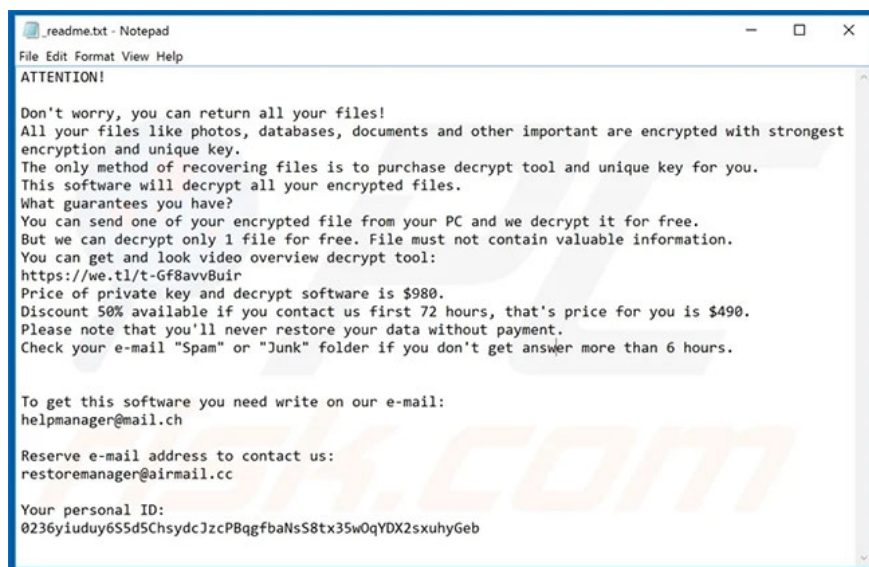 _readme.txt - Notepad
File Edit Format View Help
ATTENTION!
Don't worry, you can return all your files!
All your files like photos, databases, documents and other important are encrypted with strongest
encryption and unique key.
The only method of recovering files is to purchase decrypt tool and unique key for you.
This software will decrypt all your encrypted files.
What guarantees you have?
You can send one of your encrypted file from your PC and we decrypt it for free.
But we can decrypt only 1 file for free. File must not contain valuable information.
You can get and look video overview decrypt tool:
https://we.tl/t-Gf8avvBuir
Price of private key and decrypt software is $980.
Discount 50% available if you contact us first 72 hours, that's price for you is $490.
Please note that you'll never restore your data without payment.
Check your e-mail "Spam" or "Junk" folder if you don't get answer more than 6 hours.
To get this software you need write on our e-mail:
helpmanager@mail.ch
Reserve e-mail address to contact us:
restoremanager@airmail.cc
Your personal ID:
0236yiuduy6S5d5ChsydcJzcPBqgfbaNsS8tx35wOqYDX2sxuhyGeb
PC
risk.com